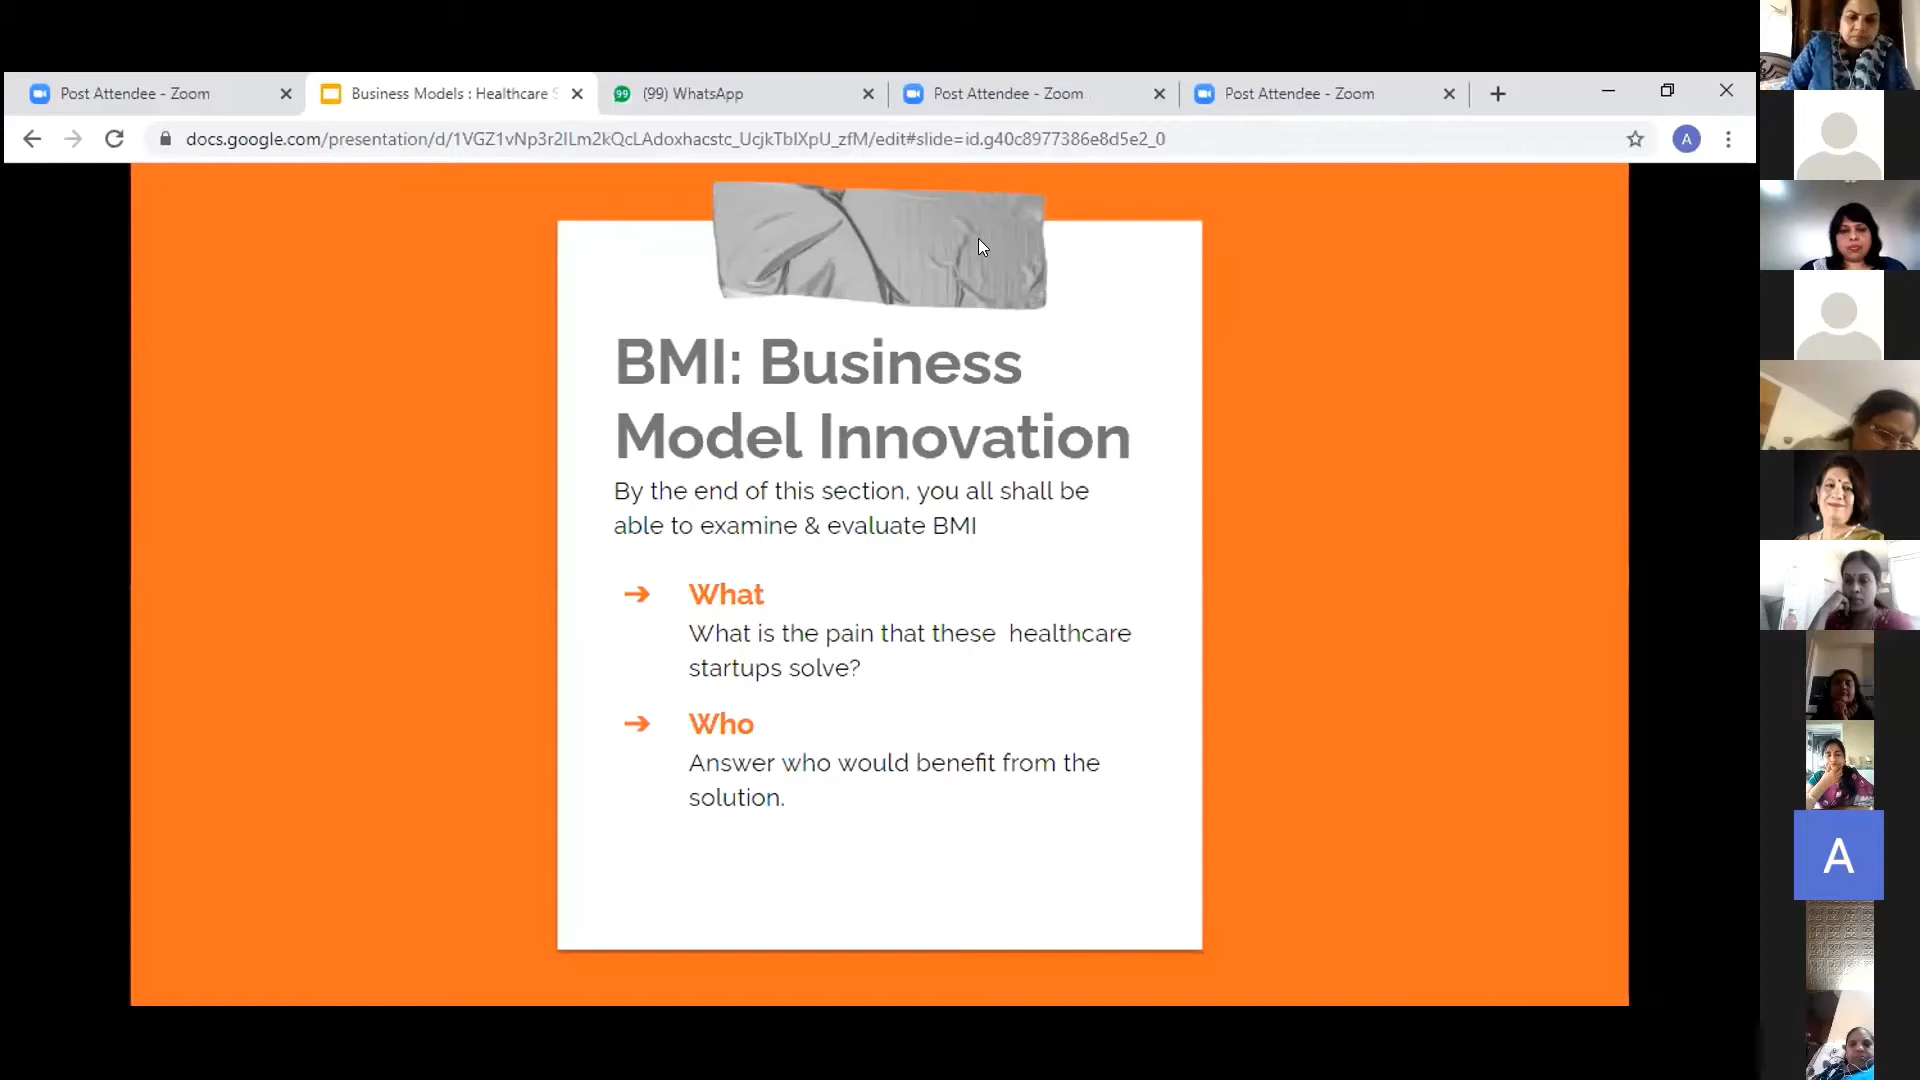 Post Attendee - Zoom
Business Models : Healthcare S
99
(99) WhatsApp
Post Attendee - Zoom
Post Attendee - Zoom
docs.google.com/presentation/d/1VGZ1vNp3r2ILm2kQcLAdoxhacstc_UcjkTbIXpU_zfM/edit#slide=id.g40c8977386e8d5e2_0
A
BMI: Business
Model Innovation
By the end of this section, you all shall be
able to examine & evaluate BMI
➔ What
What is the pain that these healthcare
startups solve?
➔ Who
Answer who would benefit from the
solution.
A